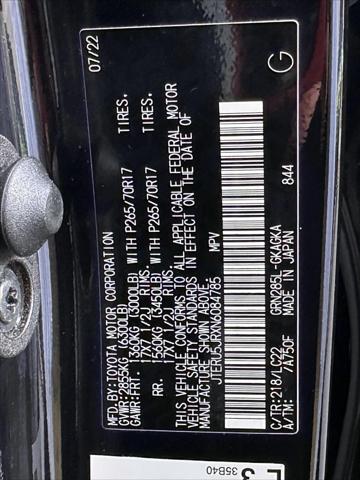 MFD.BY:TOYOTA MOTOR CORPORATION 07/22
GVWR:2855KG (6300LB)
GAWR:FRT. 1360KG (3000LB) WITH P265/70R17 TIRES,
17X7 1/2J RIMS.
RR. 1560KG (3450LB) WITH P265/70R17 TIRES,
17X7 1/2J RIMS.
THIS VEHICLE CONFORMS TO ALL APPLICABLE FEDERAL MOTOR
VEHICLE SAFETY STANDARDS IN EFFECT ON THE DATE OF
MANUFACTURE SHOWN ABOVE.
JTERU5JRXN6084785 MPV
C/TR:218/LC22 GRN285L-GKAGKA 844 G
A/TM: /A750F MADE IN JAPAN
35B40